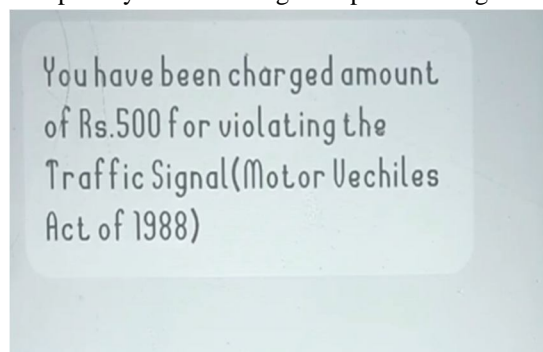 You have been charged amount
of Rs.500 for violating the
Traffic Signal(Motor Vechiles
Act of 1988)